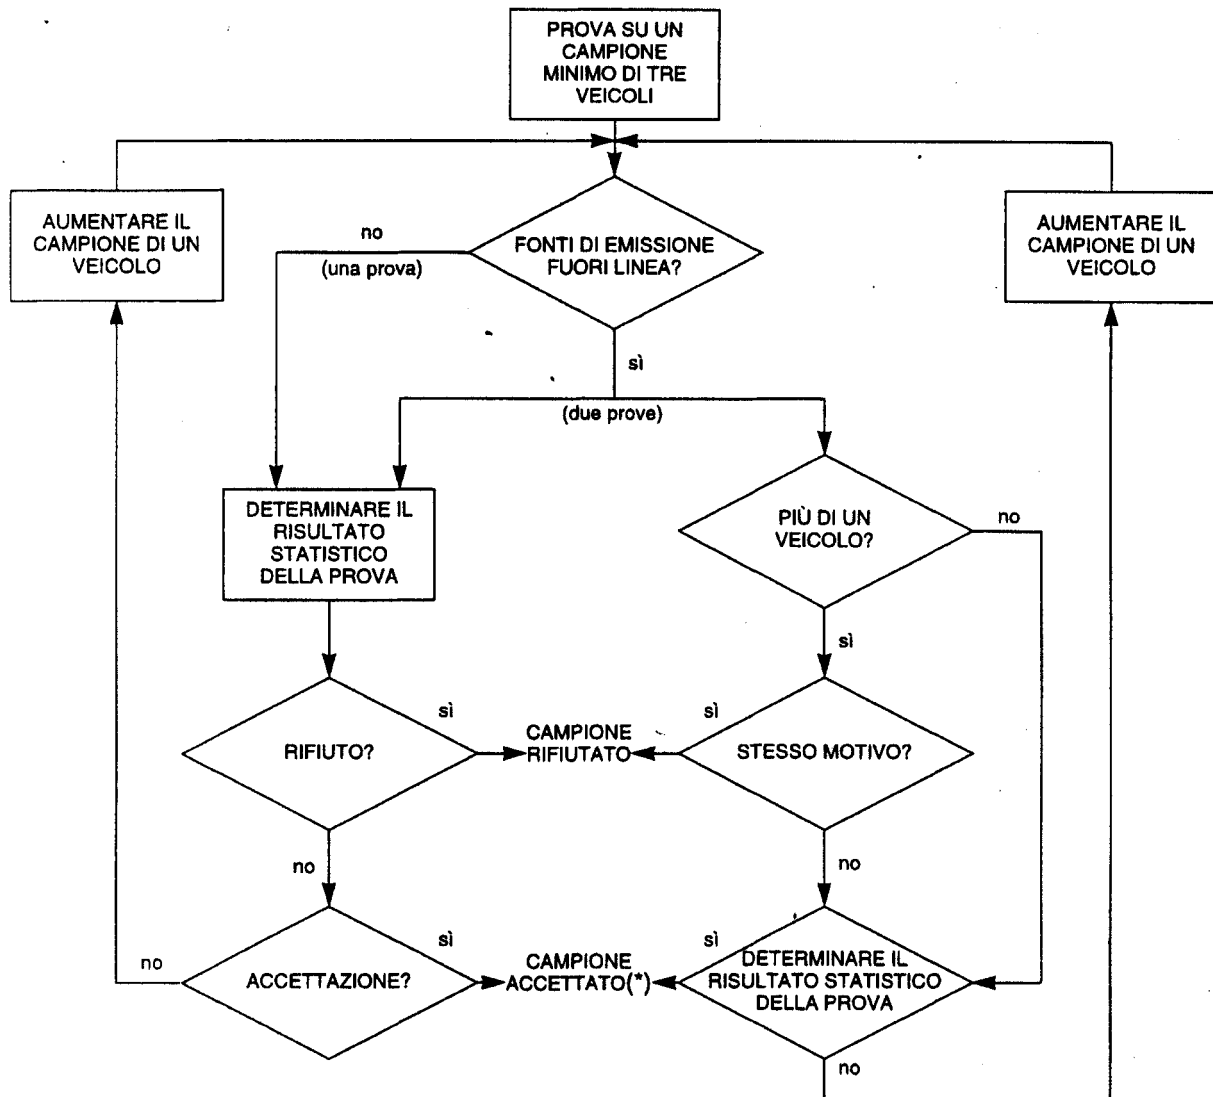 PROVA SU UN
CAMPIONE
MINIMO DI TRE
VEICOLI
AUMENTARE IL
CAMPIONE DI UN
VEICOLO
no
(una prova)
FONTI DI EMISSIONE
FUORI LINEA?
AUMENTARE IL
CAMPIONE DI UN
VEICOLO
sì
(due prove)
DETERMINARE IL
RISULTATO
STATISTICO
DELLA PROVA
PIÙ DI UN
VEICOLO?
no
sì
RIFIUTO?
sì
CAMPIONE
RIFIUTATO
sì
STESSO MOTIVO?
no
no
no
ACCETTAZIONE?
sì
CAMPIONE
ACCETTATO(*)
sì
DETERMINARE IL
RISULTATO STATISTICO
DELLA PROVA
no